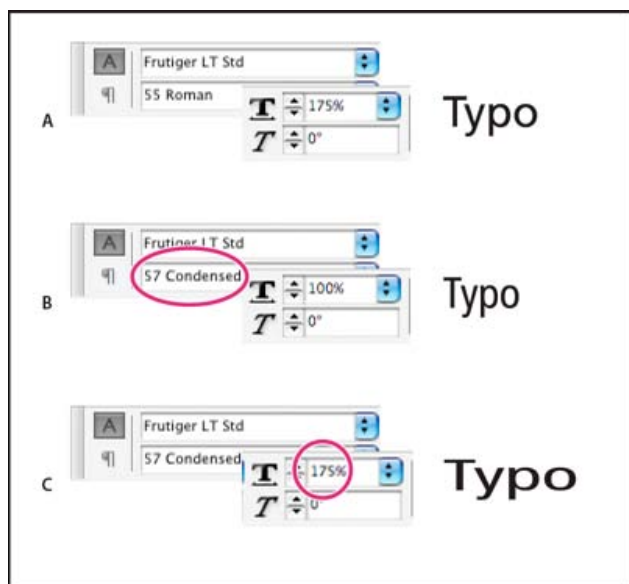 Frutiger LT Std
55 Roman
175%
0°
A
Typo
Frutiger LT Std
57 Condensed
100%
0°
B
Typo
Frutiger LT Std
57 Condensed
175%
0°
C
Typo